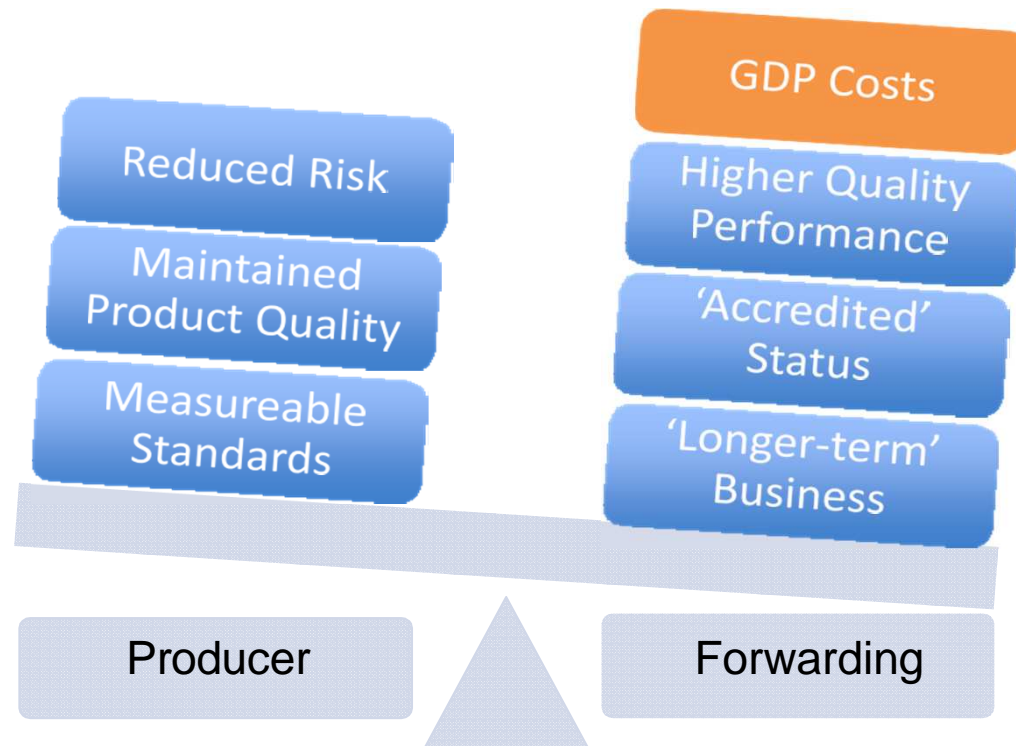 Reduced Risk
Maintained
Product Quality
Measureable
Standards
GDP Costs
Higher Quality
Performance
‘Accredited’
Status
‘Longer-term’
Business
Producer
Forwarding